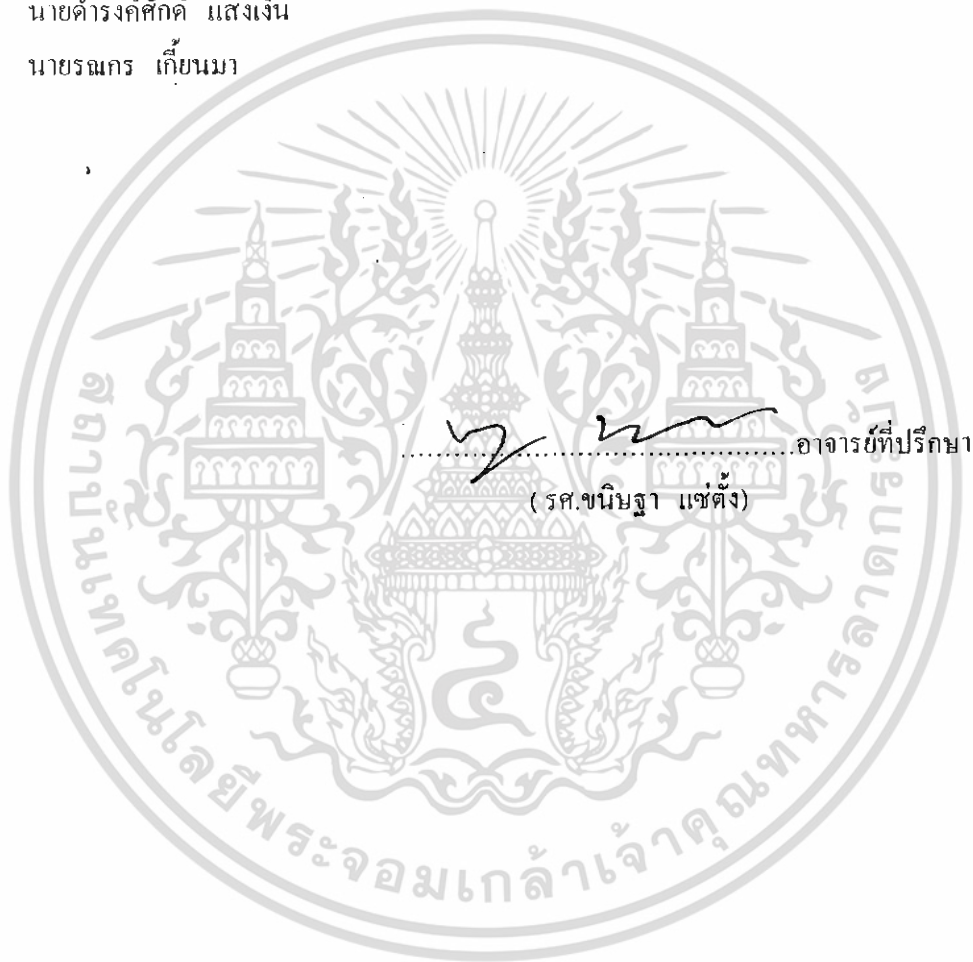 นายดำรงค์ศักดิ์ แสงเงิน
นายรณกร เกี้ยนมา
อาจารย์ที่ปรึกษา
( รศ.ขนิษฐา แซ่ตั้ง)
สถาบันเทคโนโลยีพระจอมเกล้าเจ้าคุณทหารลาดกระบัง